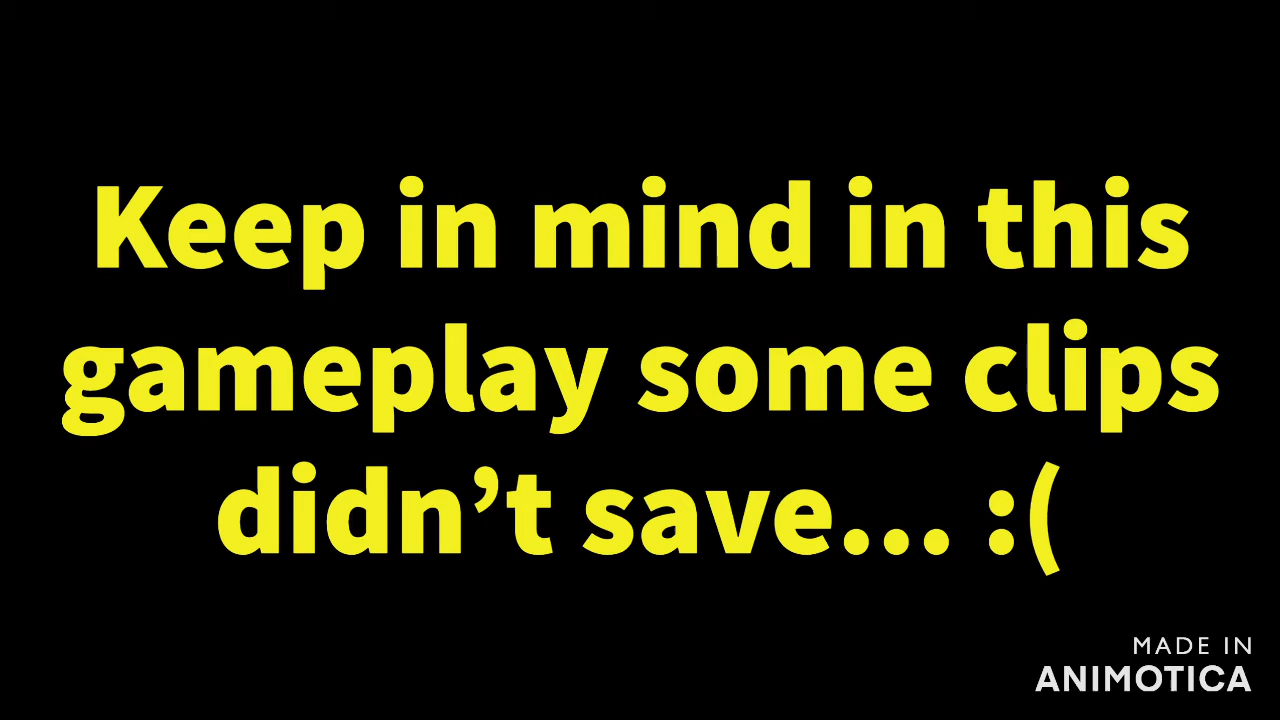 Keep in mind in this
gameplay some clips
didn’t save... :(
MADE IN
ANIMOTICA